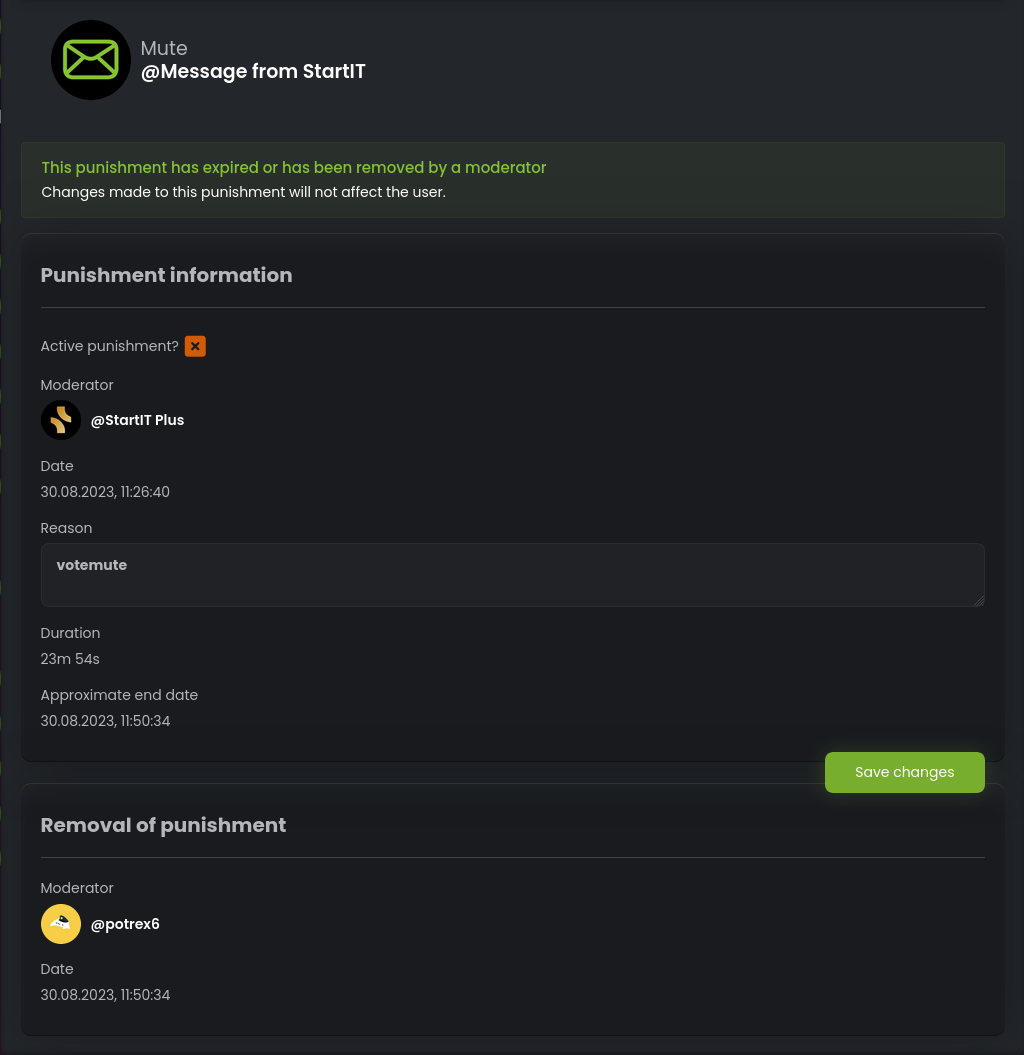 Mute
@Message from StartIT
This punishment has expired or has been removed by a moderator
Changes made to this punishment will not affect the user.
Punishment information
Active punishment?
Moderator
@StartIT Plus
Date
30.08.2023, 11:26:40
Reason
votemute
Duration
23m 54s
Approximate end date
30.08.2023, 11:50:34
Save changes
Removal of punishment
Moderator
@potrex6
Date
30.08.2023, 11:50:34